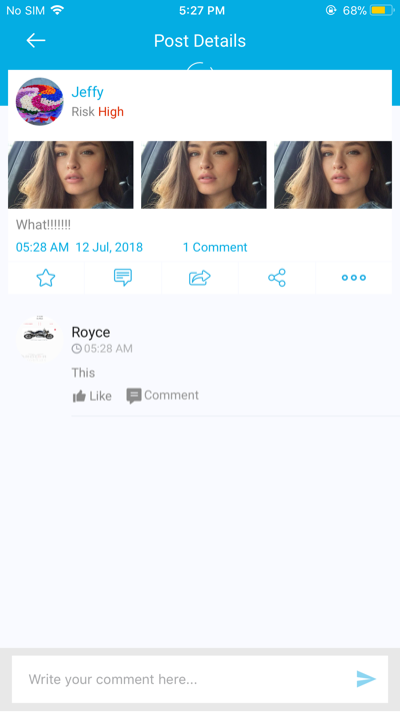 No SIM 5:27 PM 68%
Post Details
Jeffy
Risk High
What!!!!!!!
05:28 AM 12 Jul, 2018 1 Comment
Royce
05:28 AM
This
Like Comment
Write your comment here...